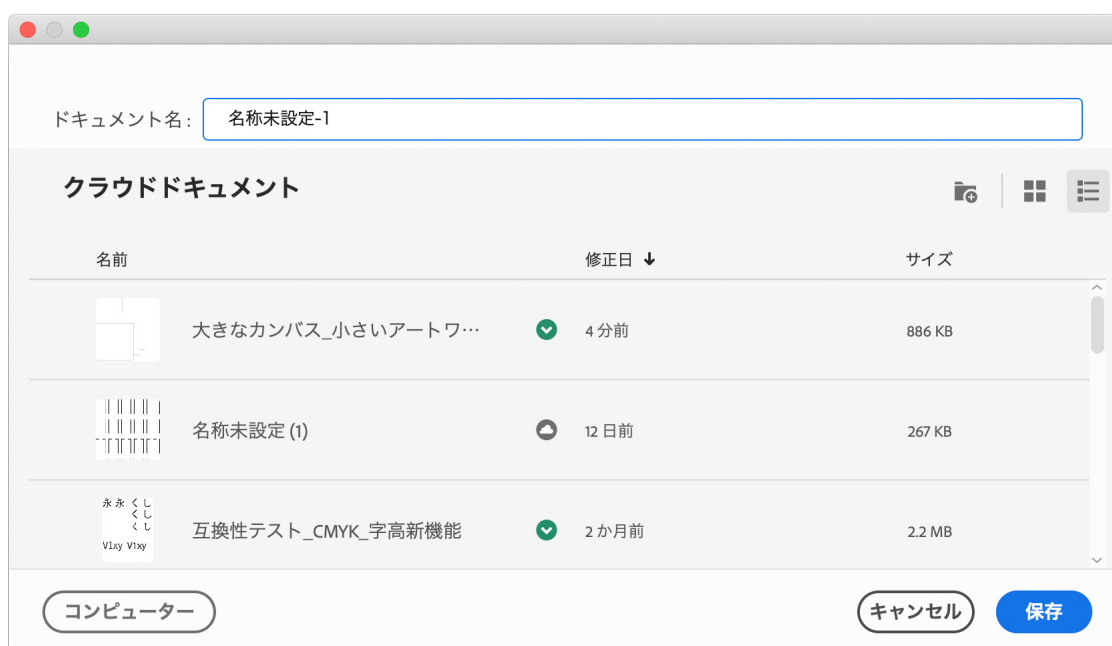 ドキュメント名:
名称未設定-1
クラウドドキュメント
名前 修正日 サイズ
大きなカンバス_小さいアートワ… 4 分前 886 KB
名称未設定 (1) 12 日前 267 KB
永 永 く し
く し
く し
V1xy V1xy
互換性テスト_CMYK_字高新機能 2 か月前 2.2 MB
コンピューター キャンセル 保存